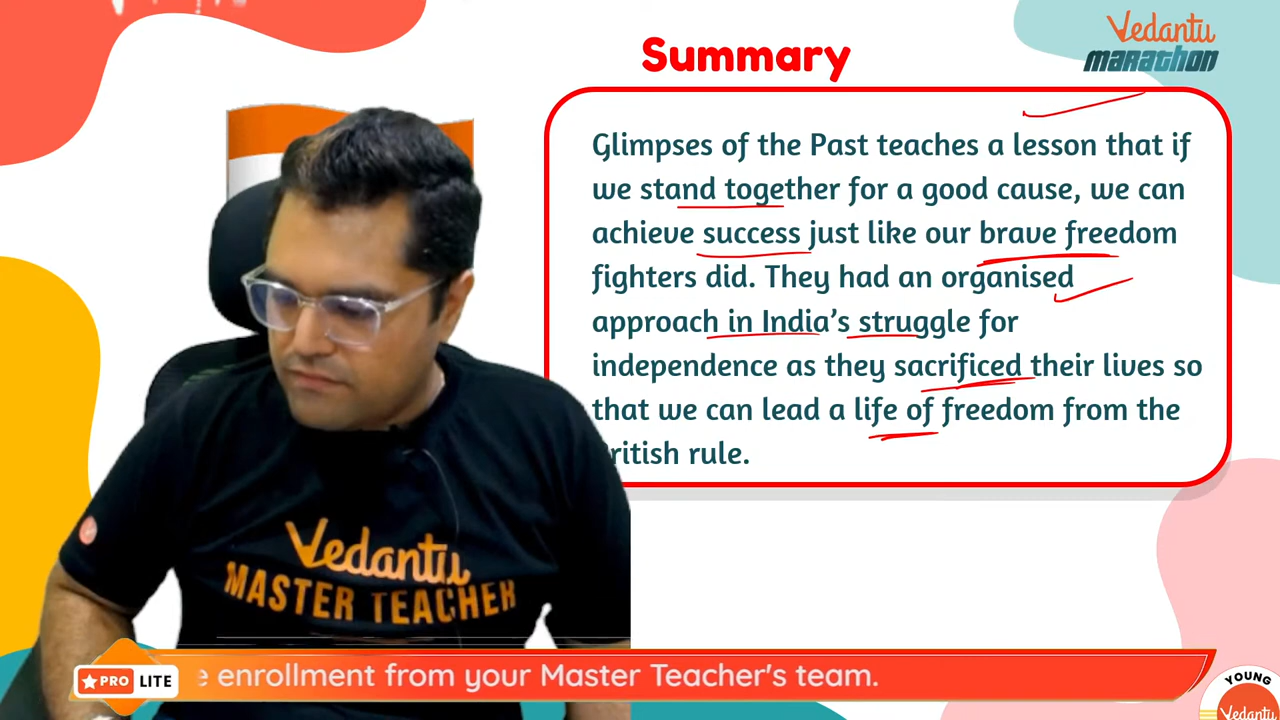 Summary
Vedantu
marathon
Glimpses of the Past teaches a lesson that if
we stand together for a good cause, we can
achieve success just like our brave freedom
fighters did. They had an organised
approach in India's struggle for
independence as they sacrificed their lives so
that we can lead a life of freedom from the
ritish rule.
Vedantu
MASTER TEACHER
PRO LITE
e enrollment from your Master Teacher's team.
YOUNG
Vedantu